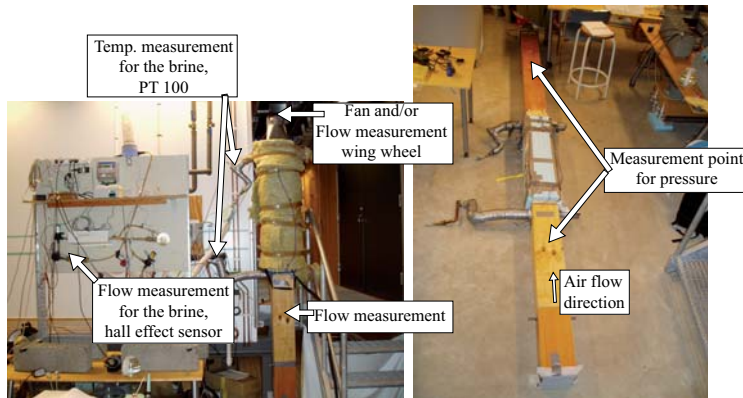 Temp. measurement
for the brine,
PT 100
Fan and/or
Flow measurement
wing wheel
Flow measurement
for the brine,
hall effect sensor
Flow measurement
Measurement point
for pressure
Air flow
direction